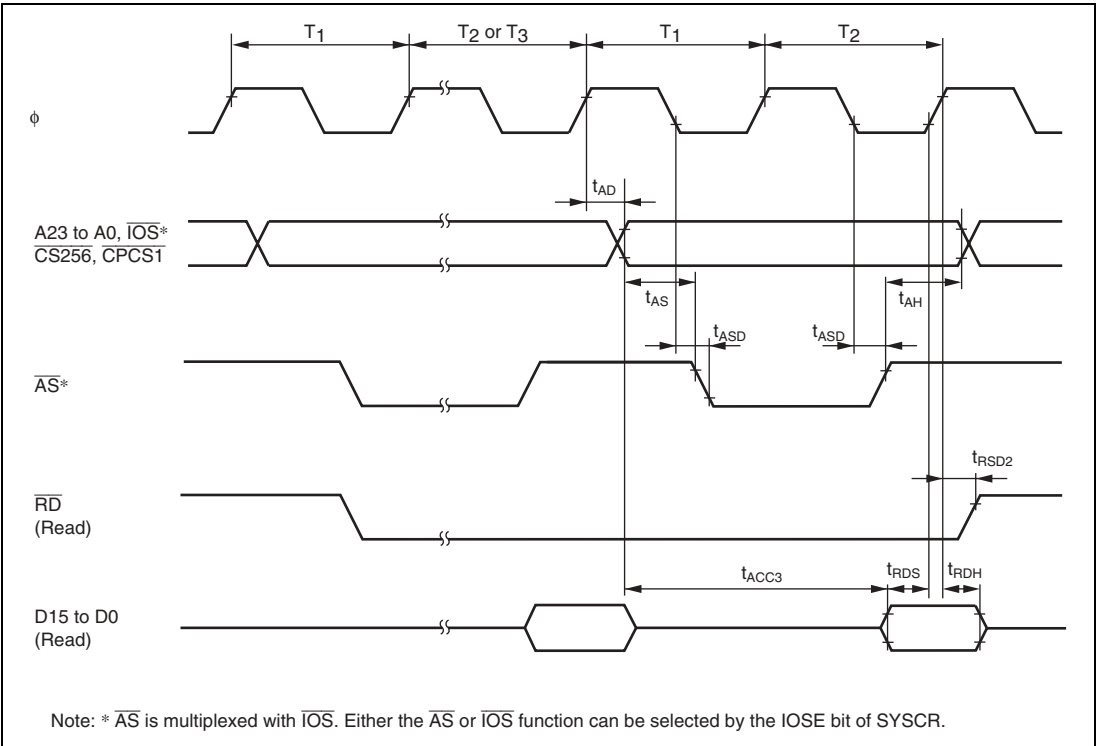 T1 T2 or T3 T1 T2
ϕ
tAD
A23 to A0, IOS*
CS256, CPCS1
tAS tAH
tASD tASD
AS*
tRSD2
RD
(Read)
tACC3 tRDS tRDH
D15 to D0
(Read)
Note: * AS is multiplexed with IOS. Either the AS or IOS function can be selected by the IOSE bit of SYSCR.